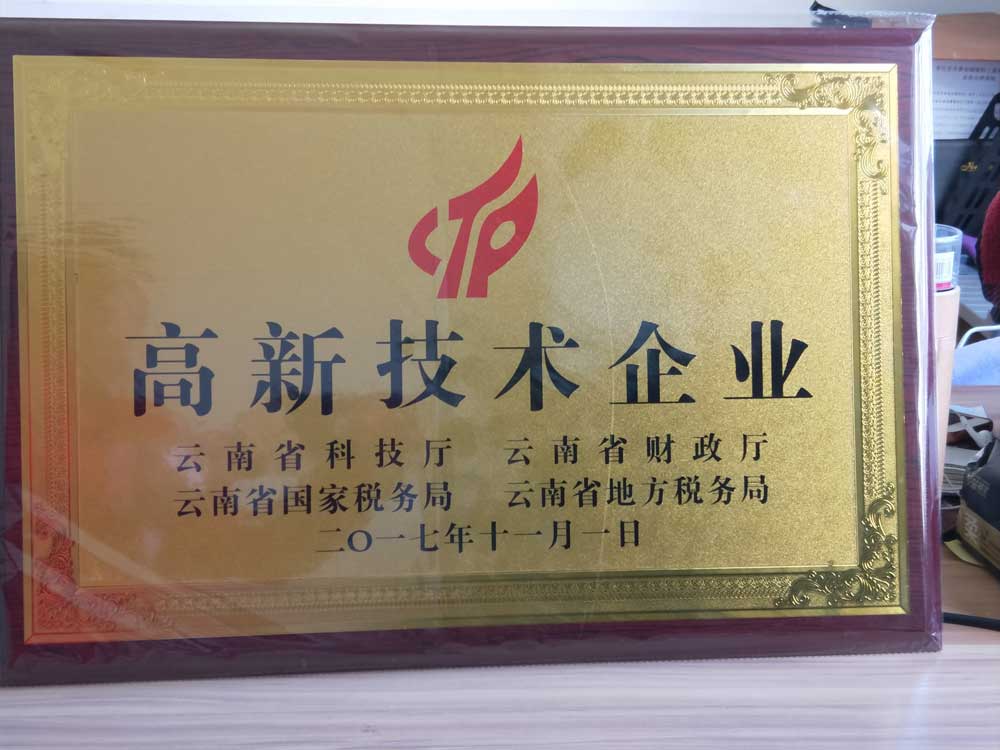 高新技术企业
云南省科技厅 云南省财政厅
云南省国家税务局 云南省地方税务局
二〇一七年十一月一日